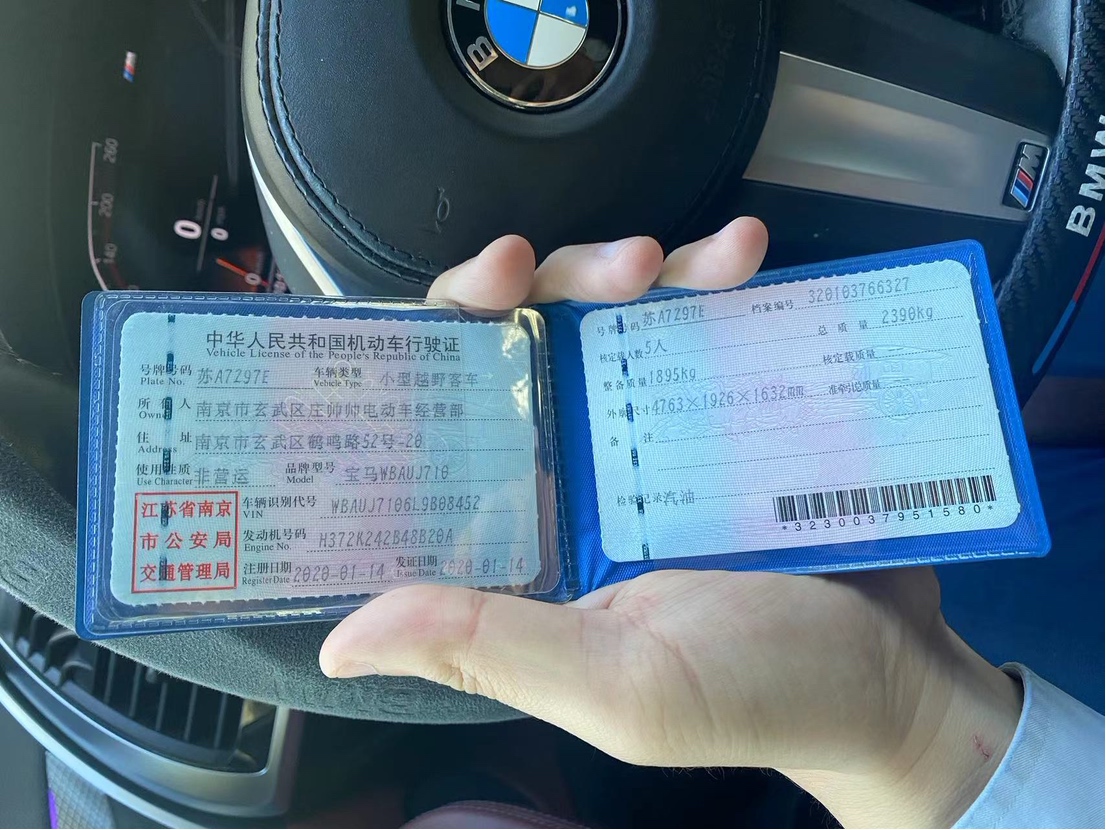 中华人民共和国机动车行驶证
Vehicle License of the People's Republic of China
号牌号码 苏A7Z97E 车辆类型 小型越野客车
Plate No. Vehicle Type
所有人 南京市玄武区庄帅帅电动车经营部
Owner
住址 南京市玄武区鹤鸣路52号-20
Address
使用性质 非营运 品牌型号 宝马WBAUJ710
Use Character Model
江苏省南京
市公安局
交通管理局
车辆识别代号 WBAUJ7106L9B08452
VIN
发动机号码 H372K242B48B20A
Engine No.
注册日期 2020-01-14 发证日期 2020-01-14
Register Date Issue Date
号牌号码 苏A7Z97E 档案编号 320103766327
核定载人数 5人 总质量 2390kg
整备质量 1895kg 核定载质量
外廓尺寸 4763×1926×1632mm 准牵引总质量
备注
检验记录 汽油
*3230037951580*
B
M
BMW
260
200
140
0
0